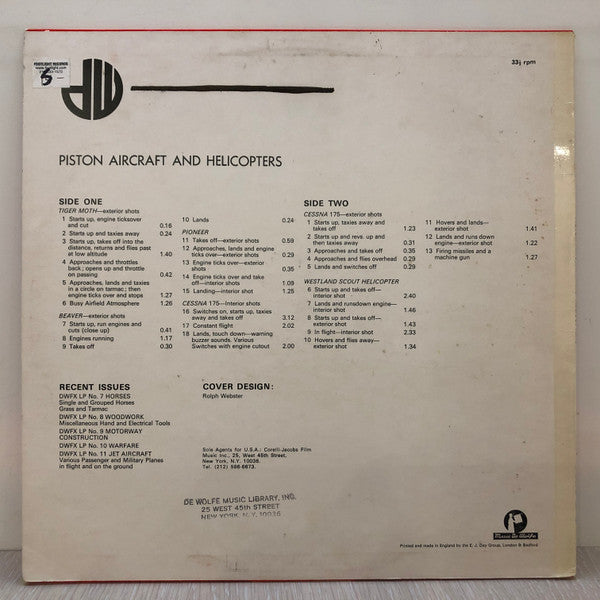 FOOTLIGHT RECORDS
6 —
DW
33⅓ rpm
PISTON AIRCRAFT AND HELICOPTERS
SIDE ONE
TIGER MOTH—exterior shots
1 Starts up, engine ticksover
and cut 0.16
2 Starts up and taxies away 0.24
3 Starts up, takes off into the
distance, returns and flies past
at low altitude 1.40
4 Approaches and throttles
back; opens up and throttle
on passing 0.42
5 Approaches, lands and taxies
in a circle on tarmac; then
engine ticks over and stops 1.27
6 Busy Airfield Atmosphere 1.26
BEAVER—exterior shots
7 Starts up, run engines and
cuts (close up) 0.41
8 Engines running 1.17
9 Takes off 0.30
10 Lands 0.24
PIONEER
11 Takes off—exterior shots 0.59
12 Approaches, lands and engine
ticks over—exterior shots 0.29
13 Engine ticks over—exterior
shots 0.35
14 Engine ticks over and take
off—interior shots 1.09
15 Landing—interior shot 1.25
CESSNA 175—Interior shots
16 Switches on, starts up, taxies
away and takes off 3.12
17 Constant flight 2.02
18 Lands, touch down—warning
buzzer sounds. Various
Switches with engine cutout 2.00
SIDE TWO
CESSNA 175—exterior shots
1 Starts up, taxies away and
takes off 1.23
2 Starts up and revs. up and
then taxies away 0.31
3 Approaches and takes off 0.35
4 Approaches and flies overhead 0.29
5 Lands and switches off 0.29
WESTLAND SCOUT HELICOPTER
6 Starts up and takes off—
interior shot 2.40
7 Lands and runsdown engine—
interior shot 1.46
8 Starts up and takes off—
exterior shot 1.43
9 In flight—interior shot 2.33
10 Hovers and flies away—
exterior shot 1.34
11 Hovers and lands—
exterior shot 1.41
12 Lands and runs down
engine—exterior shot 1.22
13 Firing missiles and a
machine gun 1.27
RECENT ISSUES
DWFX LP No. 7 HORSES
Single and Grouped Horses
Grass and Tarmac
DWFX LP No. 8 WOODWORK
Miscellaneous Hand and Electrical Tools
DWFX LP No. 9 MOTORWAY
CONSTRUCTION
DWFX LP No. 10 WARFARE
DWFX LP No. 11 JET AIRCRAFT
Various Passenger and Military Planes
in flight and on the ground
COVER DESIGN:
Ralph Webster
Sole Agents for U.S.A.: Corelli-Jacobs Film
Music Inc., 25, West 45th Street,
New York, N.Y. 10036.
Tel. (212) 586-6673.
DE WOLFE MUSIC LIBRARY, INC.
25 WEST 45th STREET
NEW YORK, N.Y. 10036
Music De Wolfe
Printed and made in England by the E. J. Day Group, London & Bedford